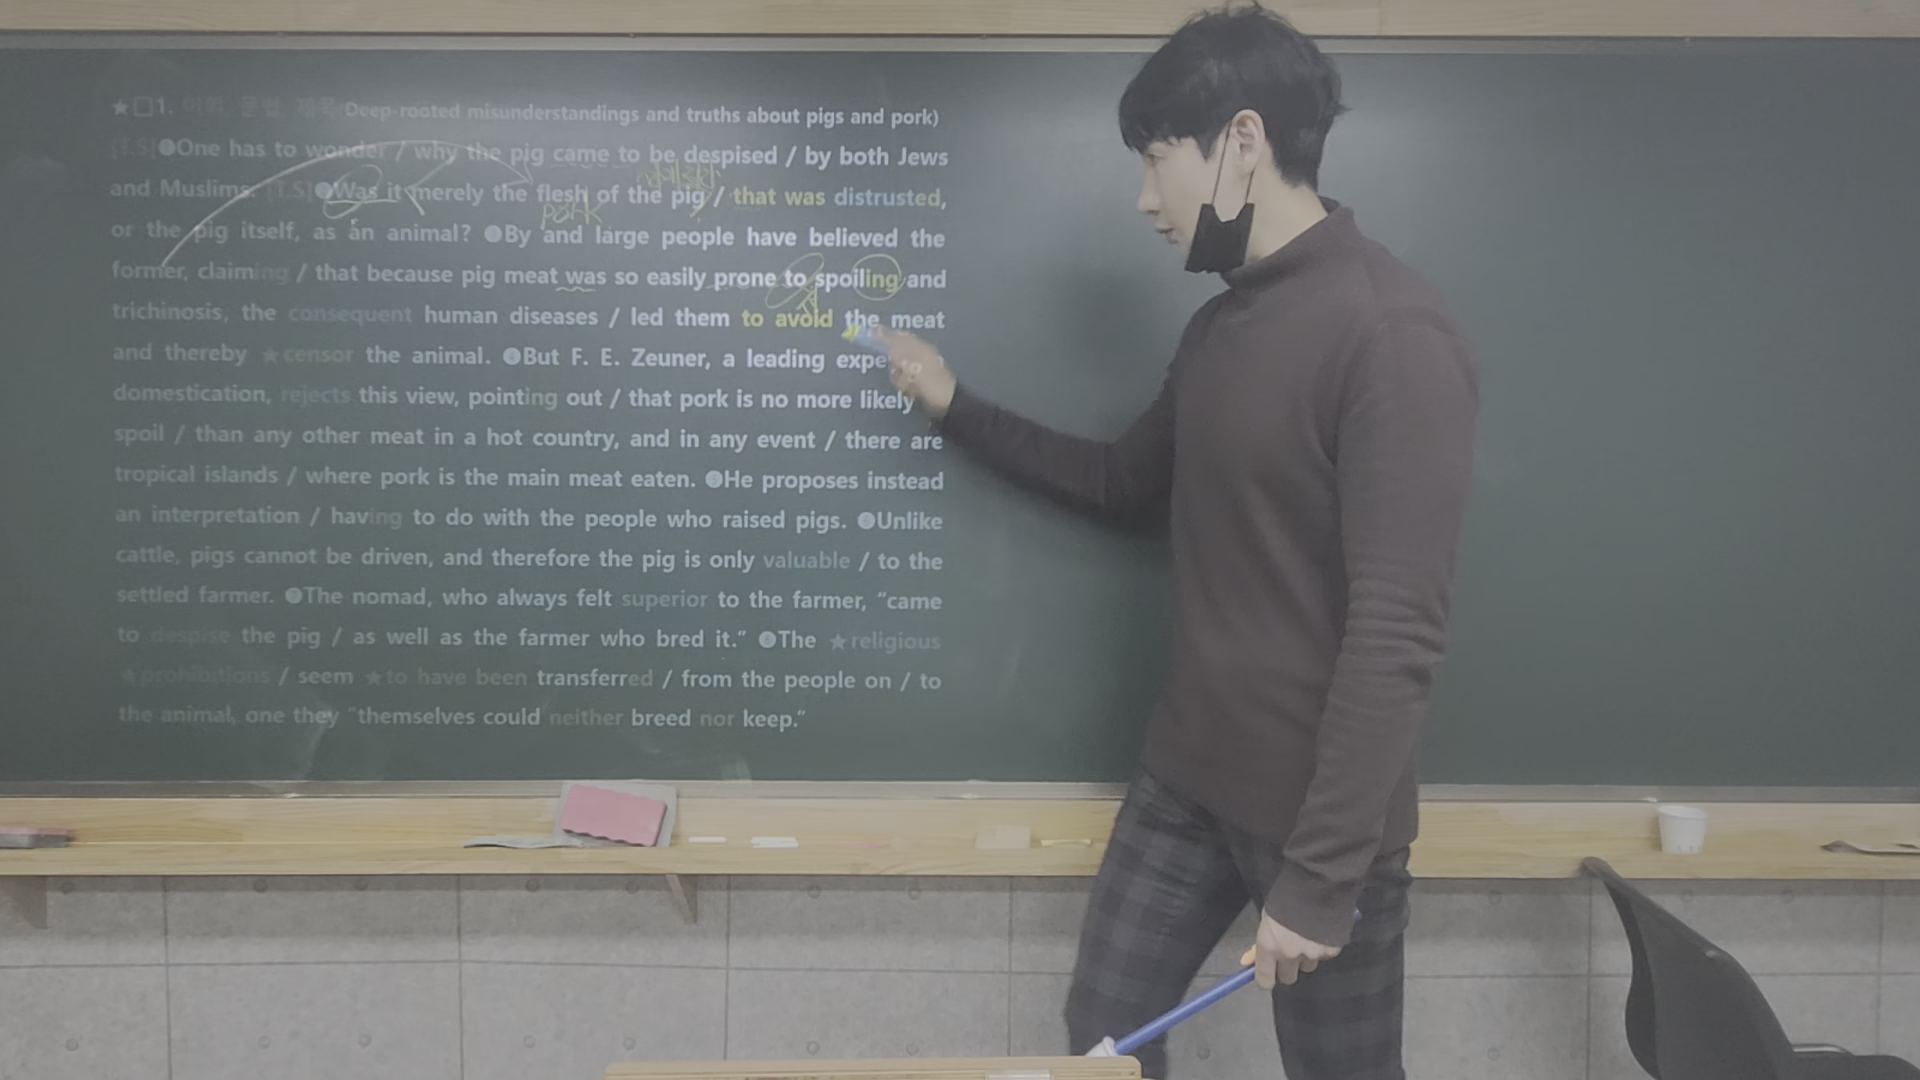 ★□1. 어휘, 문법, 제목(Deep-rooted misunderstandings and truths about pigs and pork)
[T.S]❶One has to wonder / why the pig came to be despised / by both Jews
and Muslims. [T.S]❷Was it merely the flesh of the pig / that was distrusted,
pork
or the pig itself, as an animal? ❸By and large people have believed the
former, claiming / that because pig meat was so easily prone to spoiling and
trichinosis, the consequent human diseases / led them to avoid the meat
and thereby ★censor the animal. ❹But F. E. Zeuner, a leading
domestication, rejects this view, pointing out / that pork is no more likely
spoil / than any other meat in a hot country, and in any event / there are
tropical islands / where pork is the main meat eaten. ❺He proposes instead
an interpretation / having to do with the people who raised pigs. ❻Unlike
cattle, pigs cannot be driven, and therefore the pig is only valuable / to the
settled farmer. ❼The nomad, who always felt superior to the farmer, “came
to despise the pig / as well as the farmer who bred it.” ❽The ★religious
★prohibitions / seem ★to have been transferred / from the people on / to
the animal, one they “themselves could neither breed nor keep.”